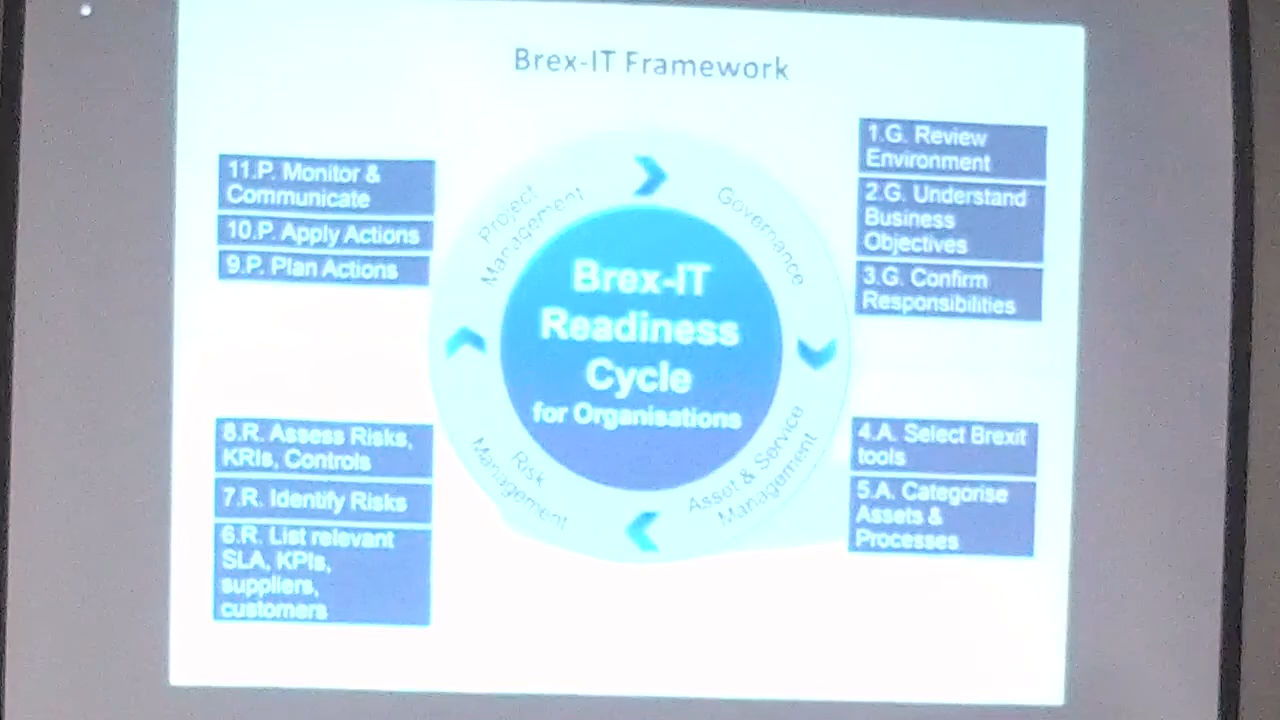 Brex-IT Framework
11.P. Monitor &
Communicate
10.P. Apply Actions
9.P. Plan Actions
Project
Management
Governance
1.G. Review
Environment
2.G. Understand
Business
Objectives
3.G. Confirm
Responsibilities
Brex-IT
Readiness
Cycle
for Organisations
8.R. Assess Risks,
KRIs, Controls
7.R. Identify Risks
6.R. List relevant
SLA, KPIs,
suppliers,
customers
Risk
Management
Asset & Service
Management
4.A. Select Brexit
tools
5.A. Categorise
Assets &
Processes